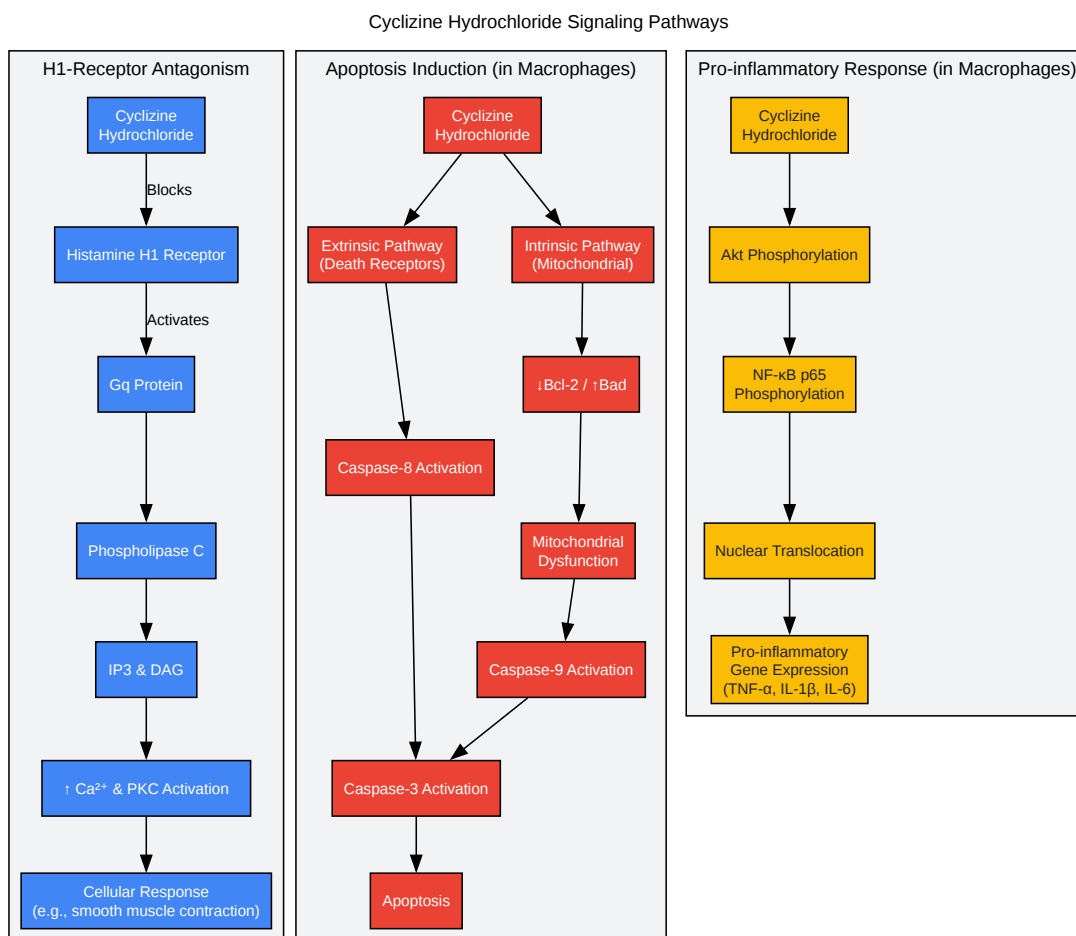 Cyclizine Hydrochloride Signaling Pathways
H1-Receptor Antagonism
Cyclizine
Hydrochloride
Blocks
Histamine H1 Receptor
Activates
Gq Protein
Phospholipase C
IP3 & DAG
↑ Ca²⁺ & PKC Activation
Cellular Response
(e.g., smooth muscle contraction)
Apoptosis Induction (in Macrophages)
Cyclizine
Hydrochloride
Extrinsic Pathway
(Death Receptors)
Intrinsic Pathway
(Mitochondrial)
↓Bcl-2 / ↑Bad
Caspase-8 Activation
Mitochondrial
Dysfunction
Caspase-9 Activation
Caspase-3 Activation
Apoptosis
Pro-inflammatory Response (in Macrophages)
Cyclizine
Hydrochloride
Akt Phosphorylation
NF-κB p65
Phosphorylation
Nuclear Translocation
Pro-inflammatory
Gene Expression
(TNF-α, IL-1β, IL-6)